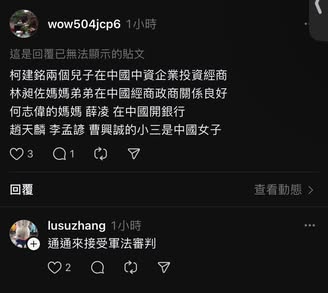 wow504jcp6 1小時
這是回覆已無法顯示的貼文
柯建銘兩個兒子在中國中資企業投資經商
林昶佐媽媽弟弟在中國經商政商關係良好
何志偉的媽媽 薛凌 在中國開銀行
趙天麟 李孟諺 曹興誠的小三是中國女子
3 1
回覆 查看動態
lusuzhang 1小時
通通來接受軍法審判
2